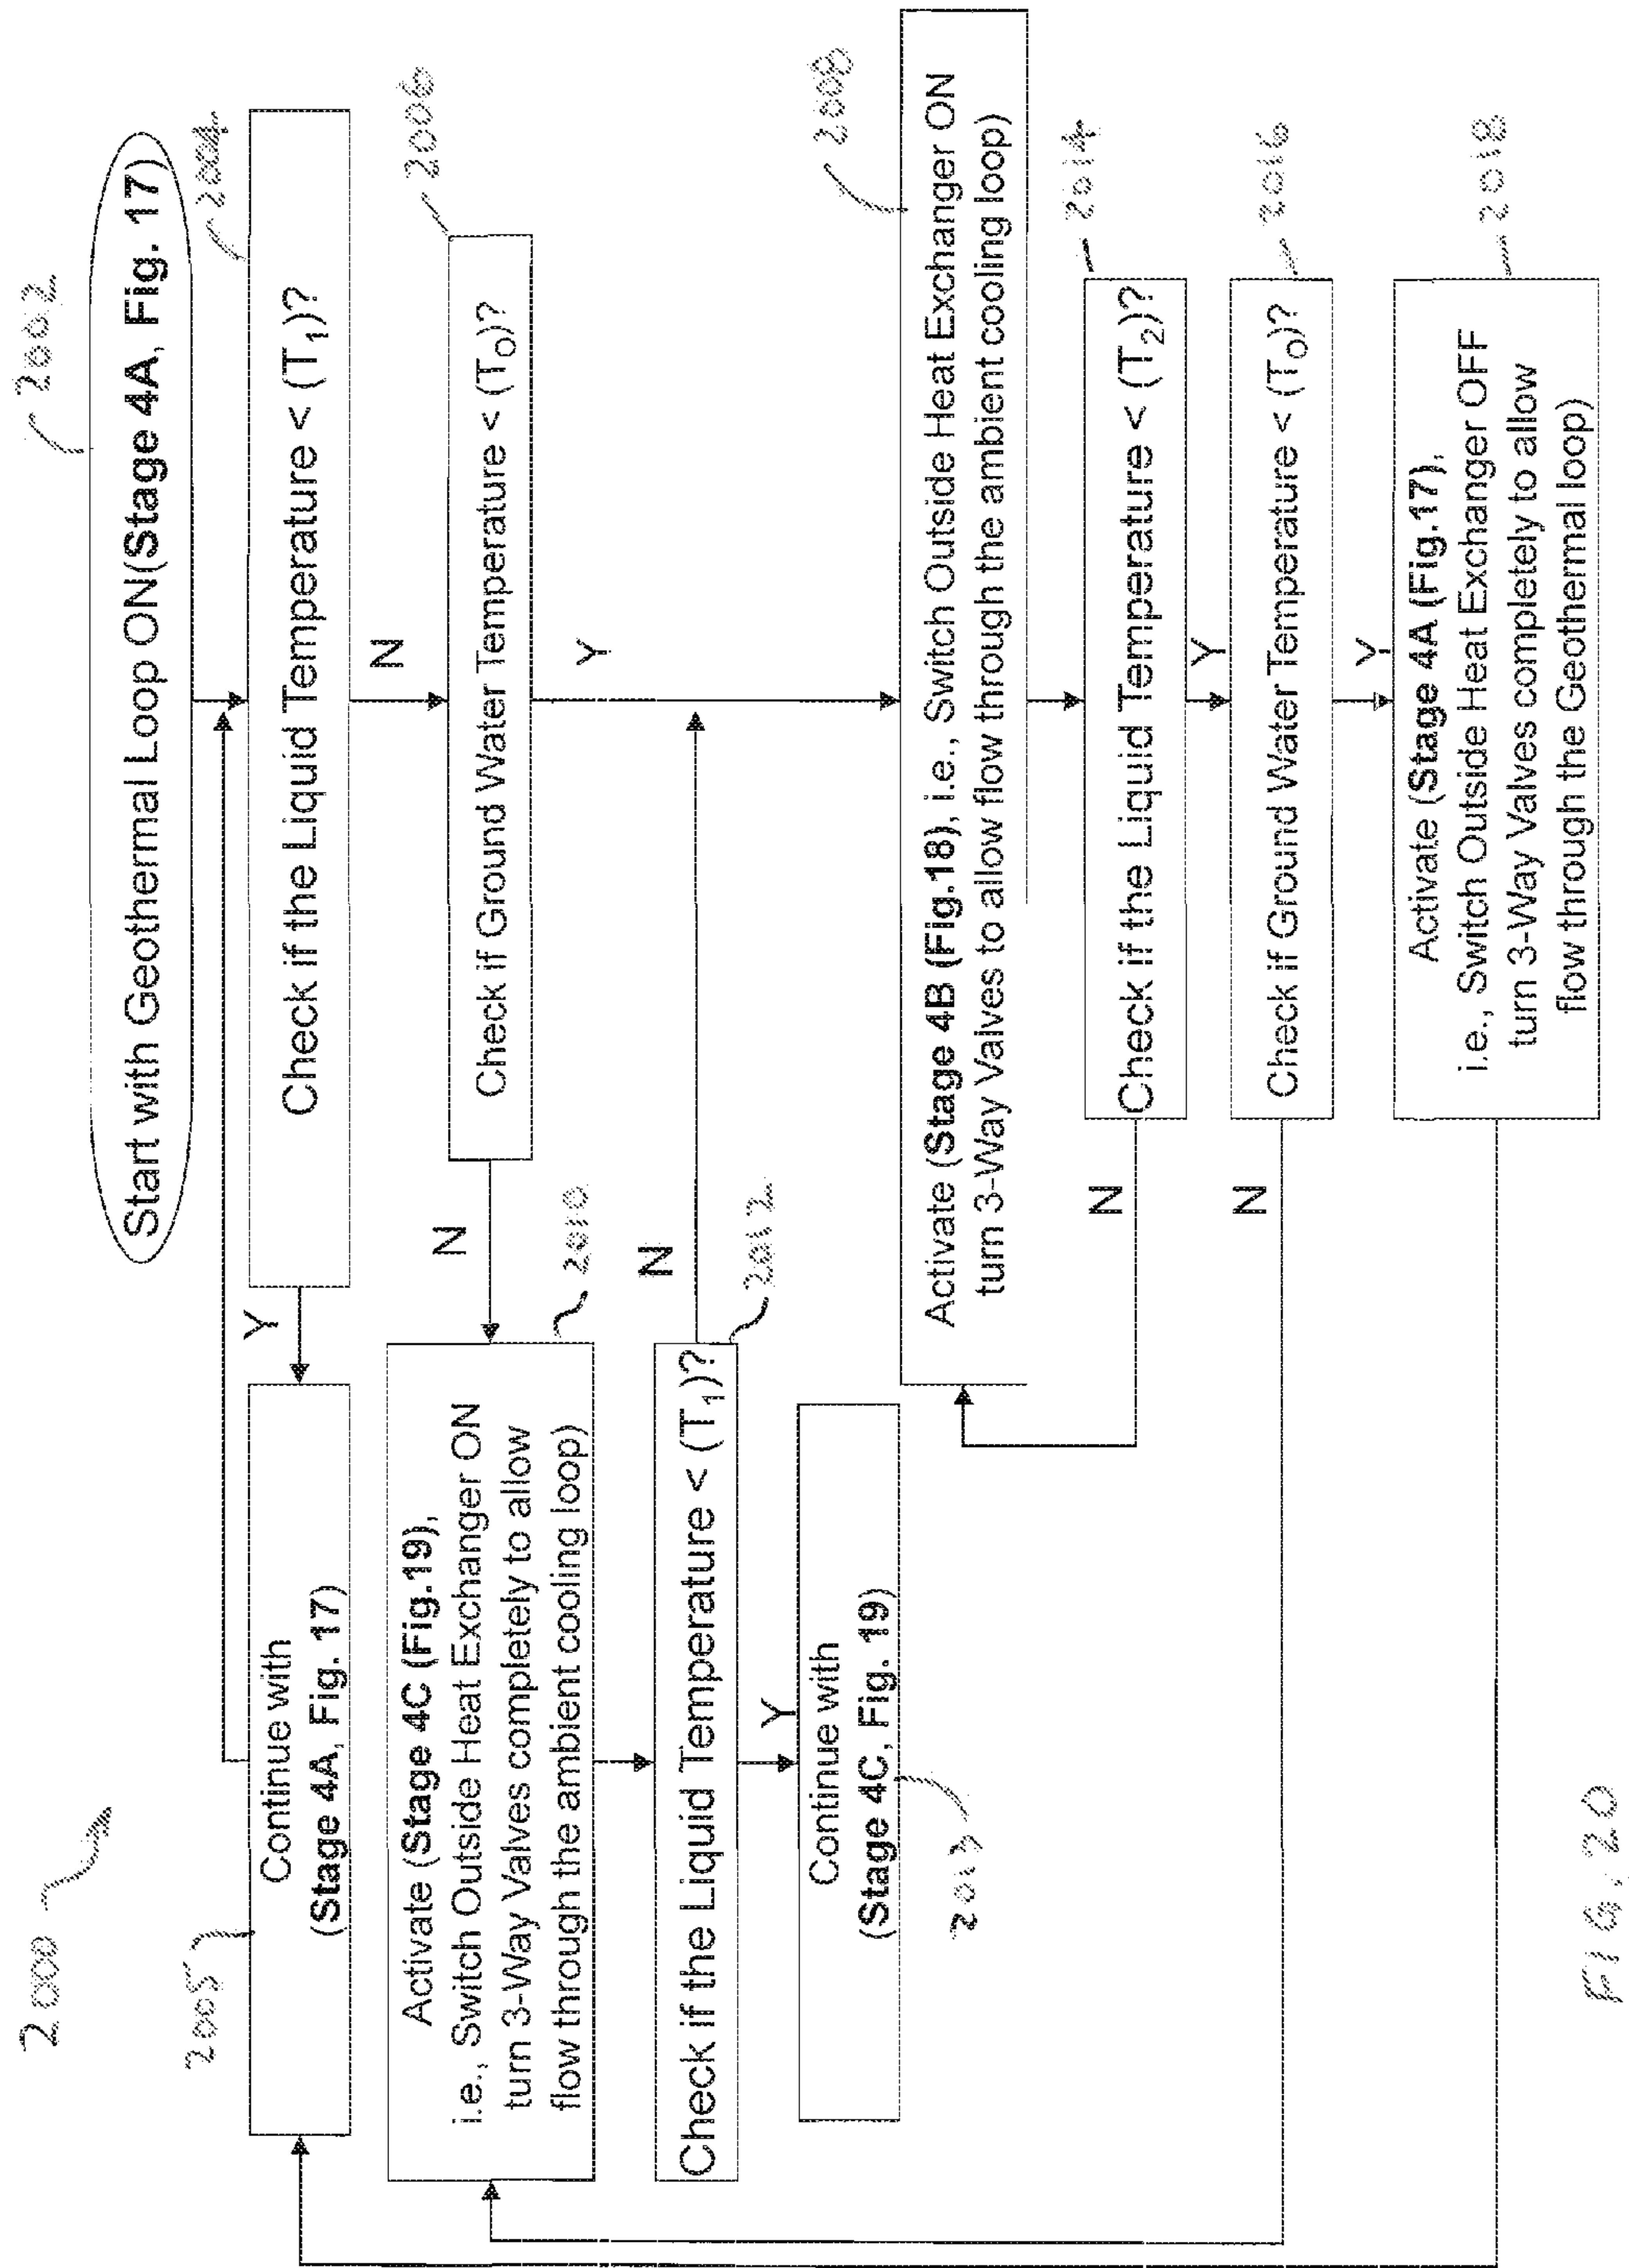 2000
2002
Start with Geothermal Loop ON(Stage 4A, Fig. 17)
2004
Check if the Liquid Temperature < (T1)?
Y
N
2005
Continue with
(Stage 4A, Fig. 17)
2006
Check if Ground Water Temperature < (T0)?
N
Y
Activate (Stage 4C (Fig.19),
i.e., Switch Outside Heat Exchanger ON
turn 3-Way Valves completely to allow
flow through the ambient cooling loop)
2010
N
Check if the Liquid Temperature < (T1)?
2012
Y
Continue with
(Stage 4C, Fig. 19)
2013
2008
Activate (Stage 4B (Fig.18), i.e., Switch Outside Heat Exchanger ON
turn 3-Way Valves to allow flow through the ambient cooling loop)
2014
Check if the Liquid Temperature < (T2)?
N
Y
2016
Check if Ground Water Temperature < (T0)?
N
Y
2018
Activate (Stage 4A (Fig.17),
i.e., Switch Outside Heat Exchanger OFF
turn 3-Way Valves completely to allow
flow through the Geothermal loop)
FIG. 20